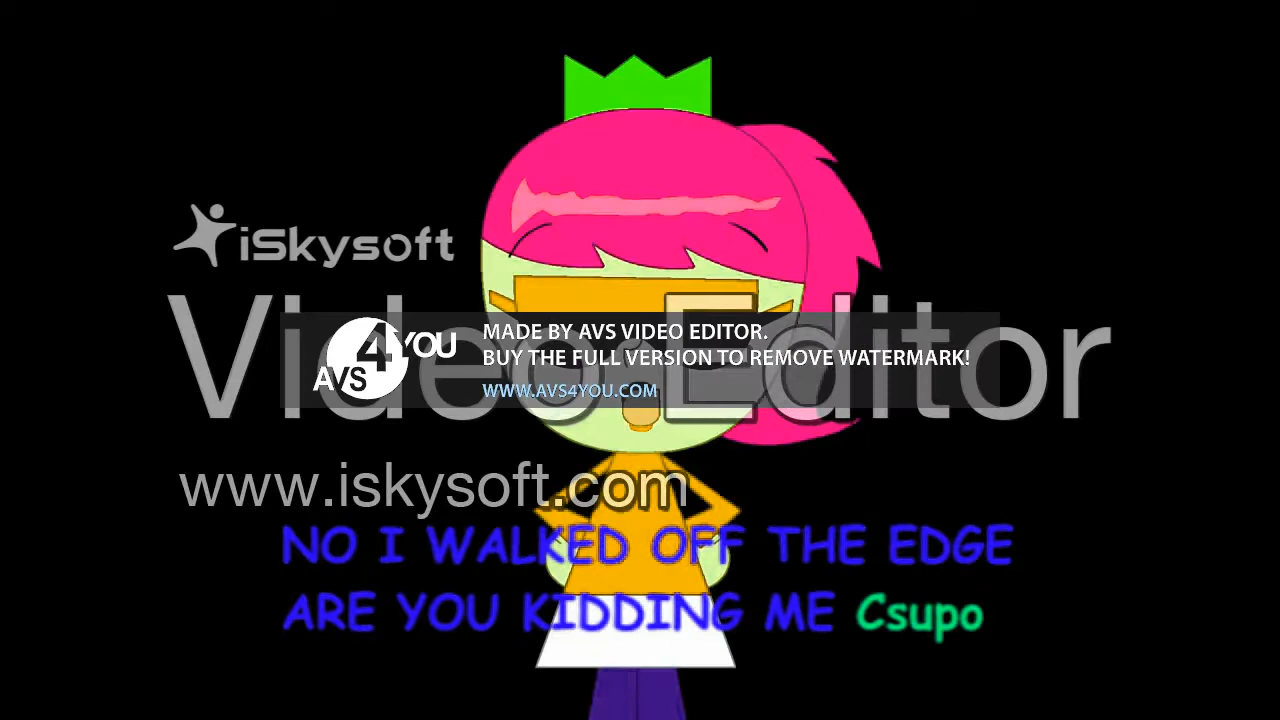 iSkysoft
Video Editor
4YOU
AVS
MADE BY AVS VIDEO EDITOR.
BUY THE FULL VERSION TO REMOVE WATERMARK!
WWW.AVS4YOU.COM
www.iskysoft.com
NO I WALKED OFF THE EDGE
ARE YOU KIDDING ME Csupo